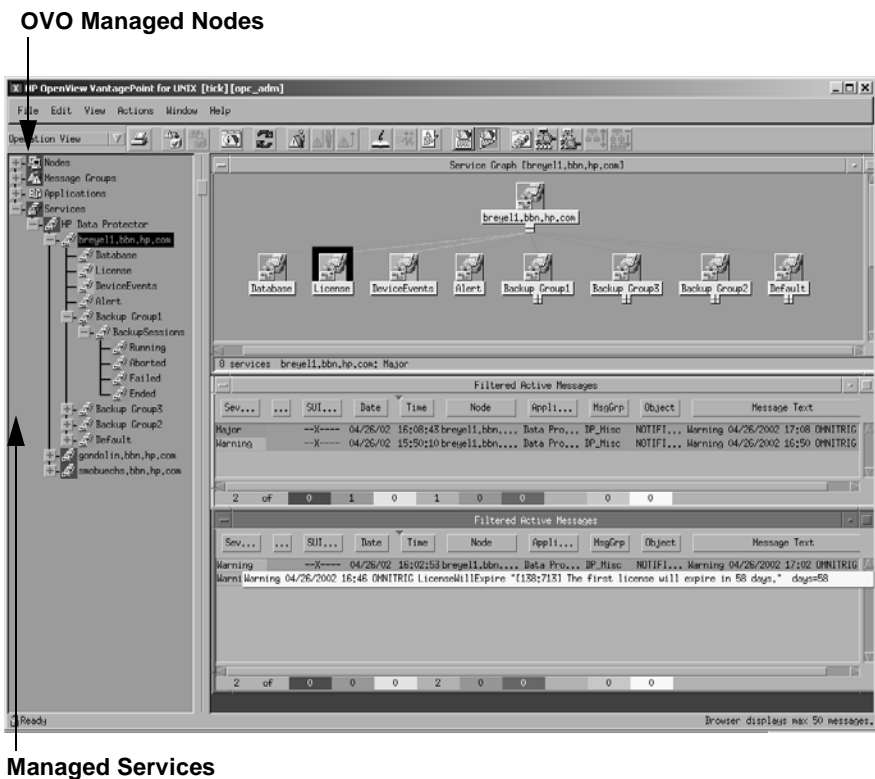 OVO Managed Nodes
HP OpenView VantagePoint for UNIX [tick] [opc_adm]
File Edit View Actions Window Help
Operation View
Nodes
Message Groups
Applications
Services
HP Data Protector
breyell.bbn.hp.com
Database
License
DeviceEvents
Alert
Backup Group1
BackupSessions
Running
Aborted
Failed
Ended
Backup Group3
Backup Group2
Default
gondolin.bbn.hp.com
smobuechs.bbn.hp.com
Service Graph [breyell.bbn.hp.com]
breyell.bbn.hp.com
Database License DeviceEvents Alert Backup Group1 Backup Group3 Backup Group2 Default
8 services breyell.bbn.hp.com: Major
Filtered Active Messages
Sev... ... SUI... Date Time Node Appli... MsgGrp Object Message Text
Major --X---- 04/26/02 16:08:43 breyell.bbn.... Data Pro... DP_Misc NOTIFI... Warning 04/26/2002 17:08 OMNITRIG
Warning --X---- 04/26/02 15:50:10 breyell.bbn.... Data Pro... DP_Misc NOTIFI... Warning 04/26/2002 16:50 OMNITRIG
2 of 0 1 0 1 0 0 0 0
Filtered Active Messages
Sev... ... SUI... Date Time Node Appli... MsgGrp Object Message Text
Warning --X---- 04/26/02 16:02:53 breyell.bbn.... Data Pro... DP_Misc NOTIFI... Warning 04/26/2002 17:02 OMNITRIG
Warni Warning 04/26/2002 16:46 OMNITRIG LicenseWillExpire "[138:713] The first license will expire in 58 days." days=58
2 of 0 0 0 2 0 0 0 0
Ready
Browser displays max 50 messages.
Managed Services